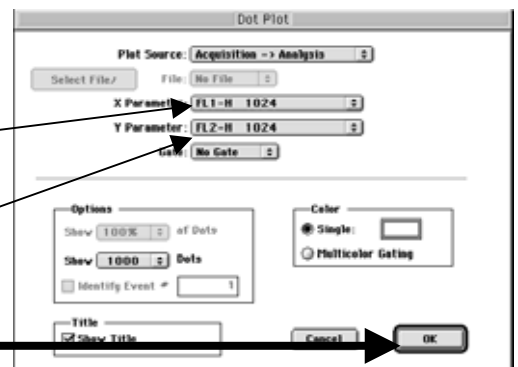 Dot Plot
Plot Source: Acquisition -> Analysis
Select File/ File: No File
X Parameter: FL1-H 1024
Y Parameter: FL2-H 1024
Gate: No Gate
Options
Show 100% of Dots
Show 1000 Dots
Identify Event # 1
Color
Single:
Multicolor Gating
Title
Show Title
Cancel
OK